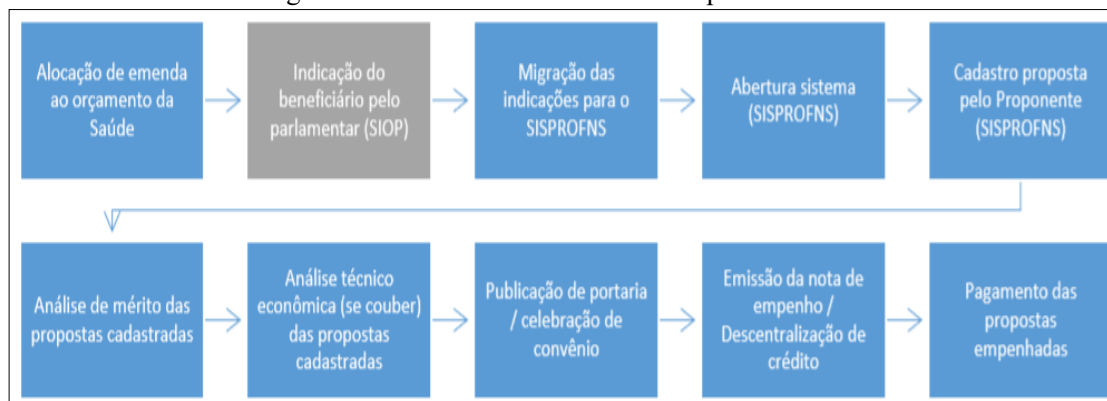 Alocação de emenda
ao orçamento da
Saúde
Indicação do
beneficiário pelo
parlamentar (SIOP)
Migração das
indicações para o
SISPROFNS
Abertura sistema
(SISPROFNS)
Cadastro proposta
pelo Proponente
(SISPROFNS)
Análise de mérito das
propostas cadastradas
Análise técnico
econômica (se couber)
das propostas
cadastradas
Publicação de portaria
/ celebração de
convênio
Emissão da nota de
empenho /
Descentralização de
crédito
Pagamento das
propostas
empenhadas